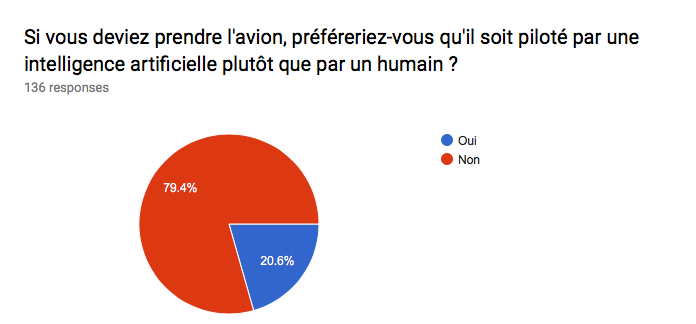 Si vous deviez prendre l'avion, préféreriez-vous qu'il soit piloté par une
intelligence artificielle plutôt que par un humain ?
136 responses
Oui
Non
79.4%
20.6%